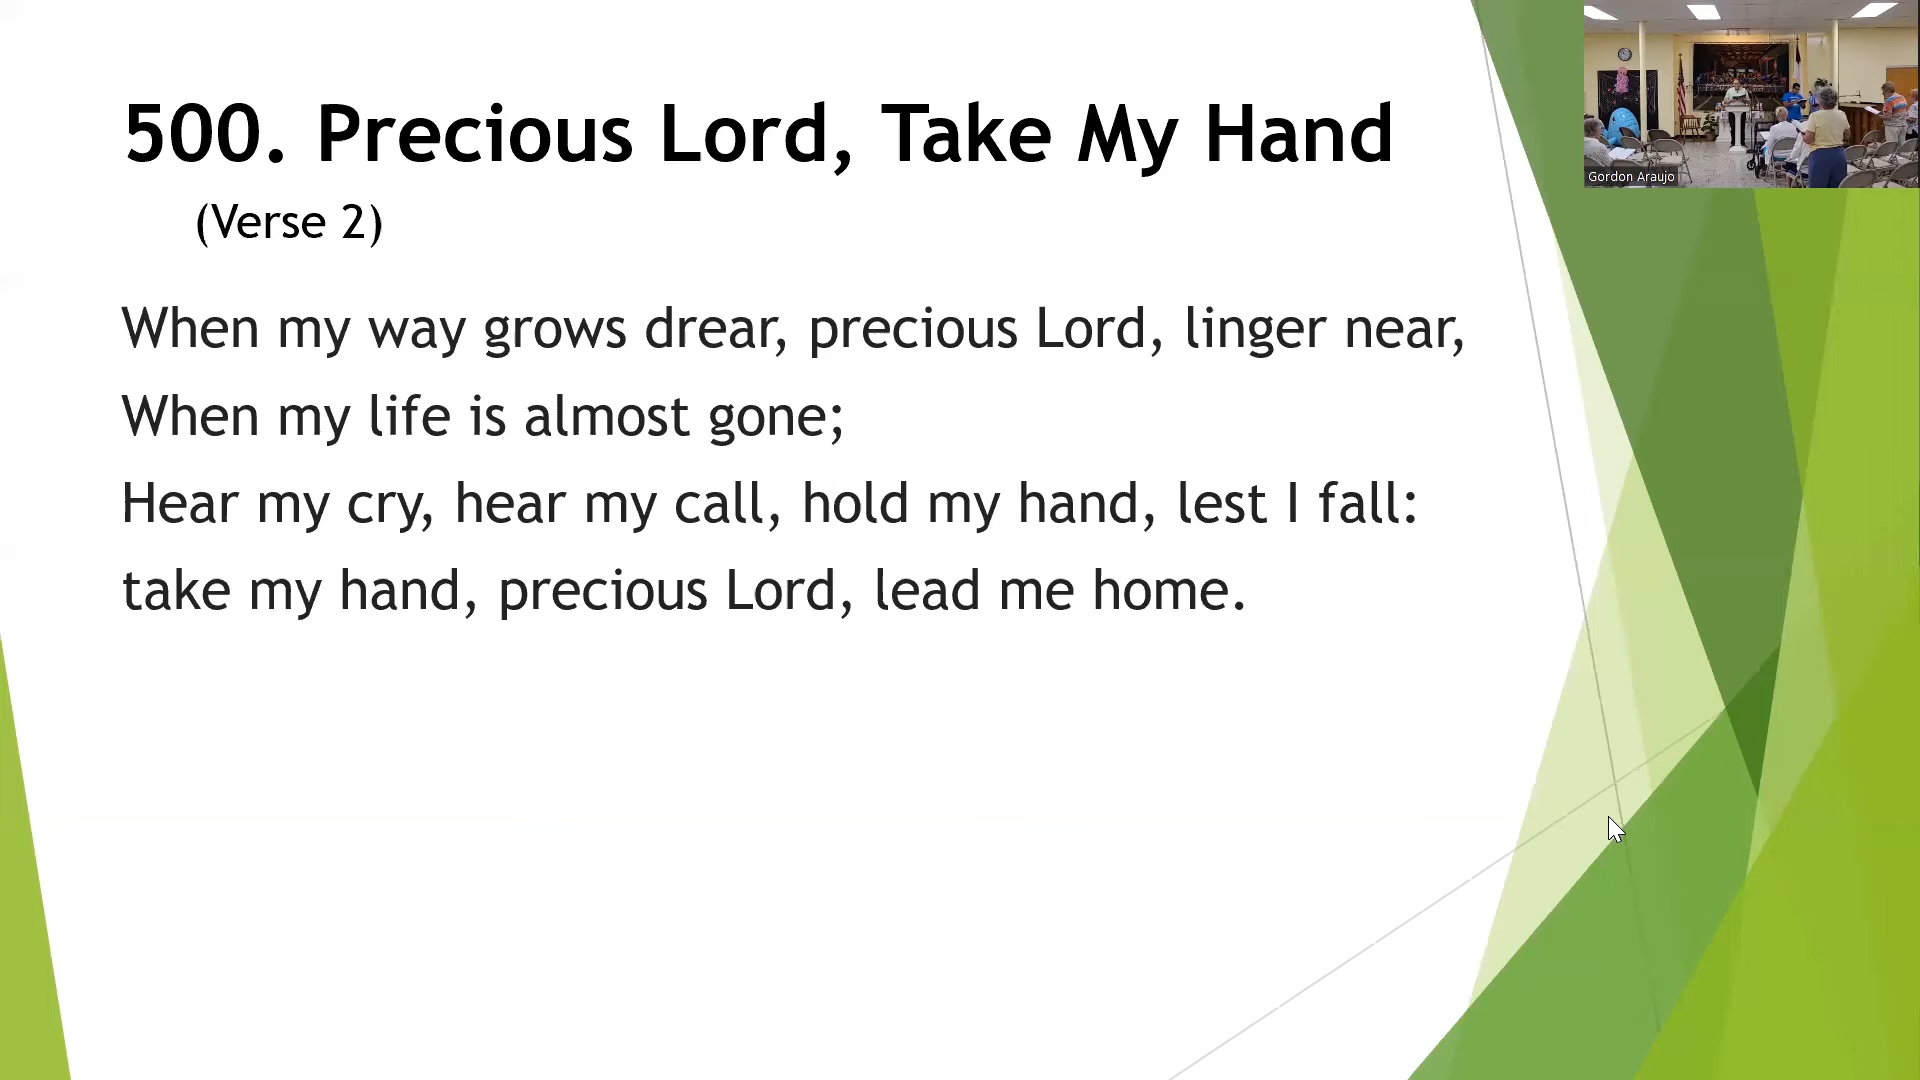 500. Precious Lord, Take My Hand
(Verse 2)
When my way grows drear, precious Lord, linger near,
When my life is almost gone;
Hear my cry, hear my call, hold my hand, lest I fall:
take my hand, precious Lord, lead me home.
Gordon Araujo